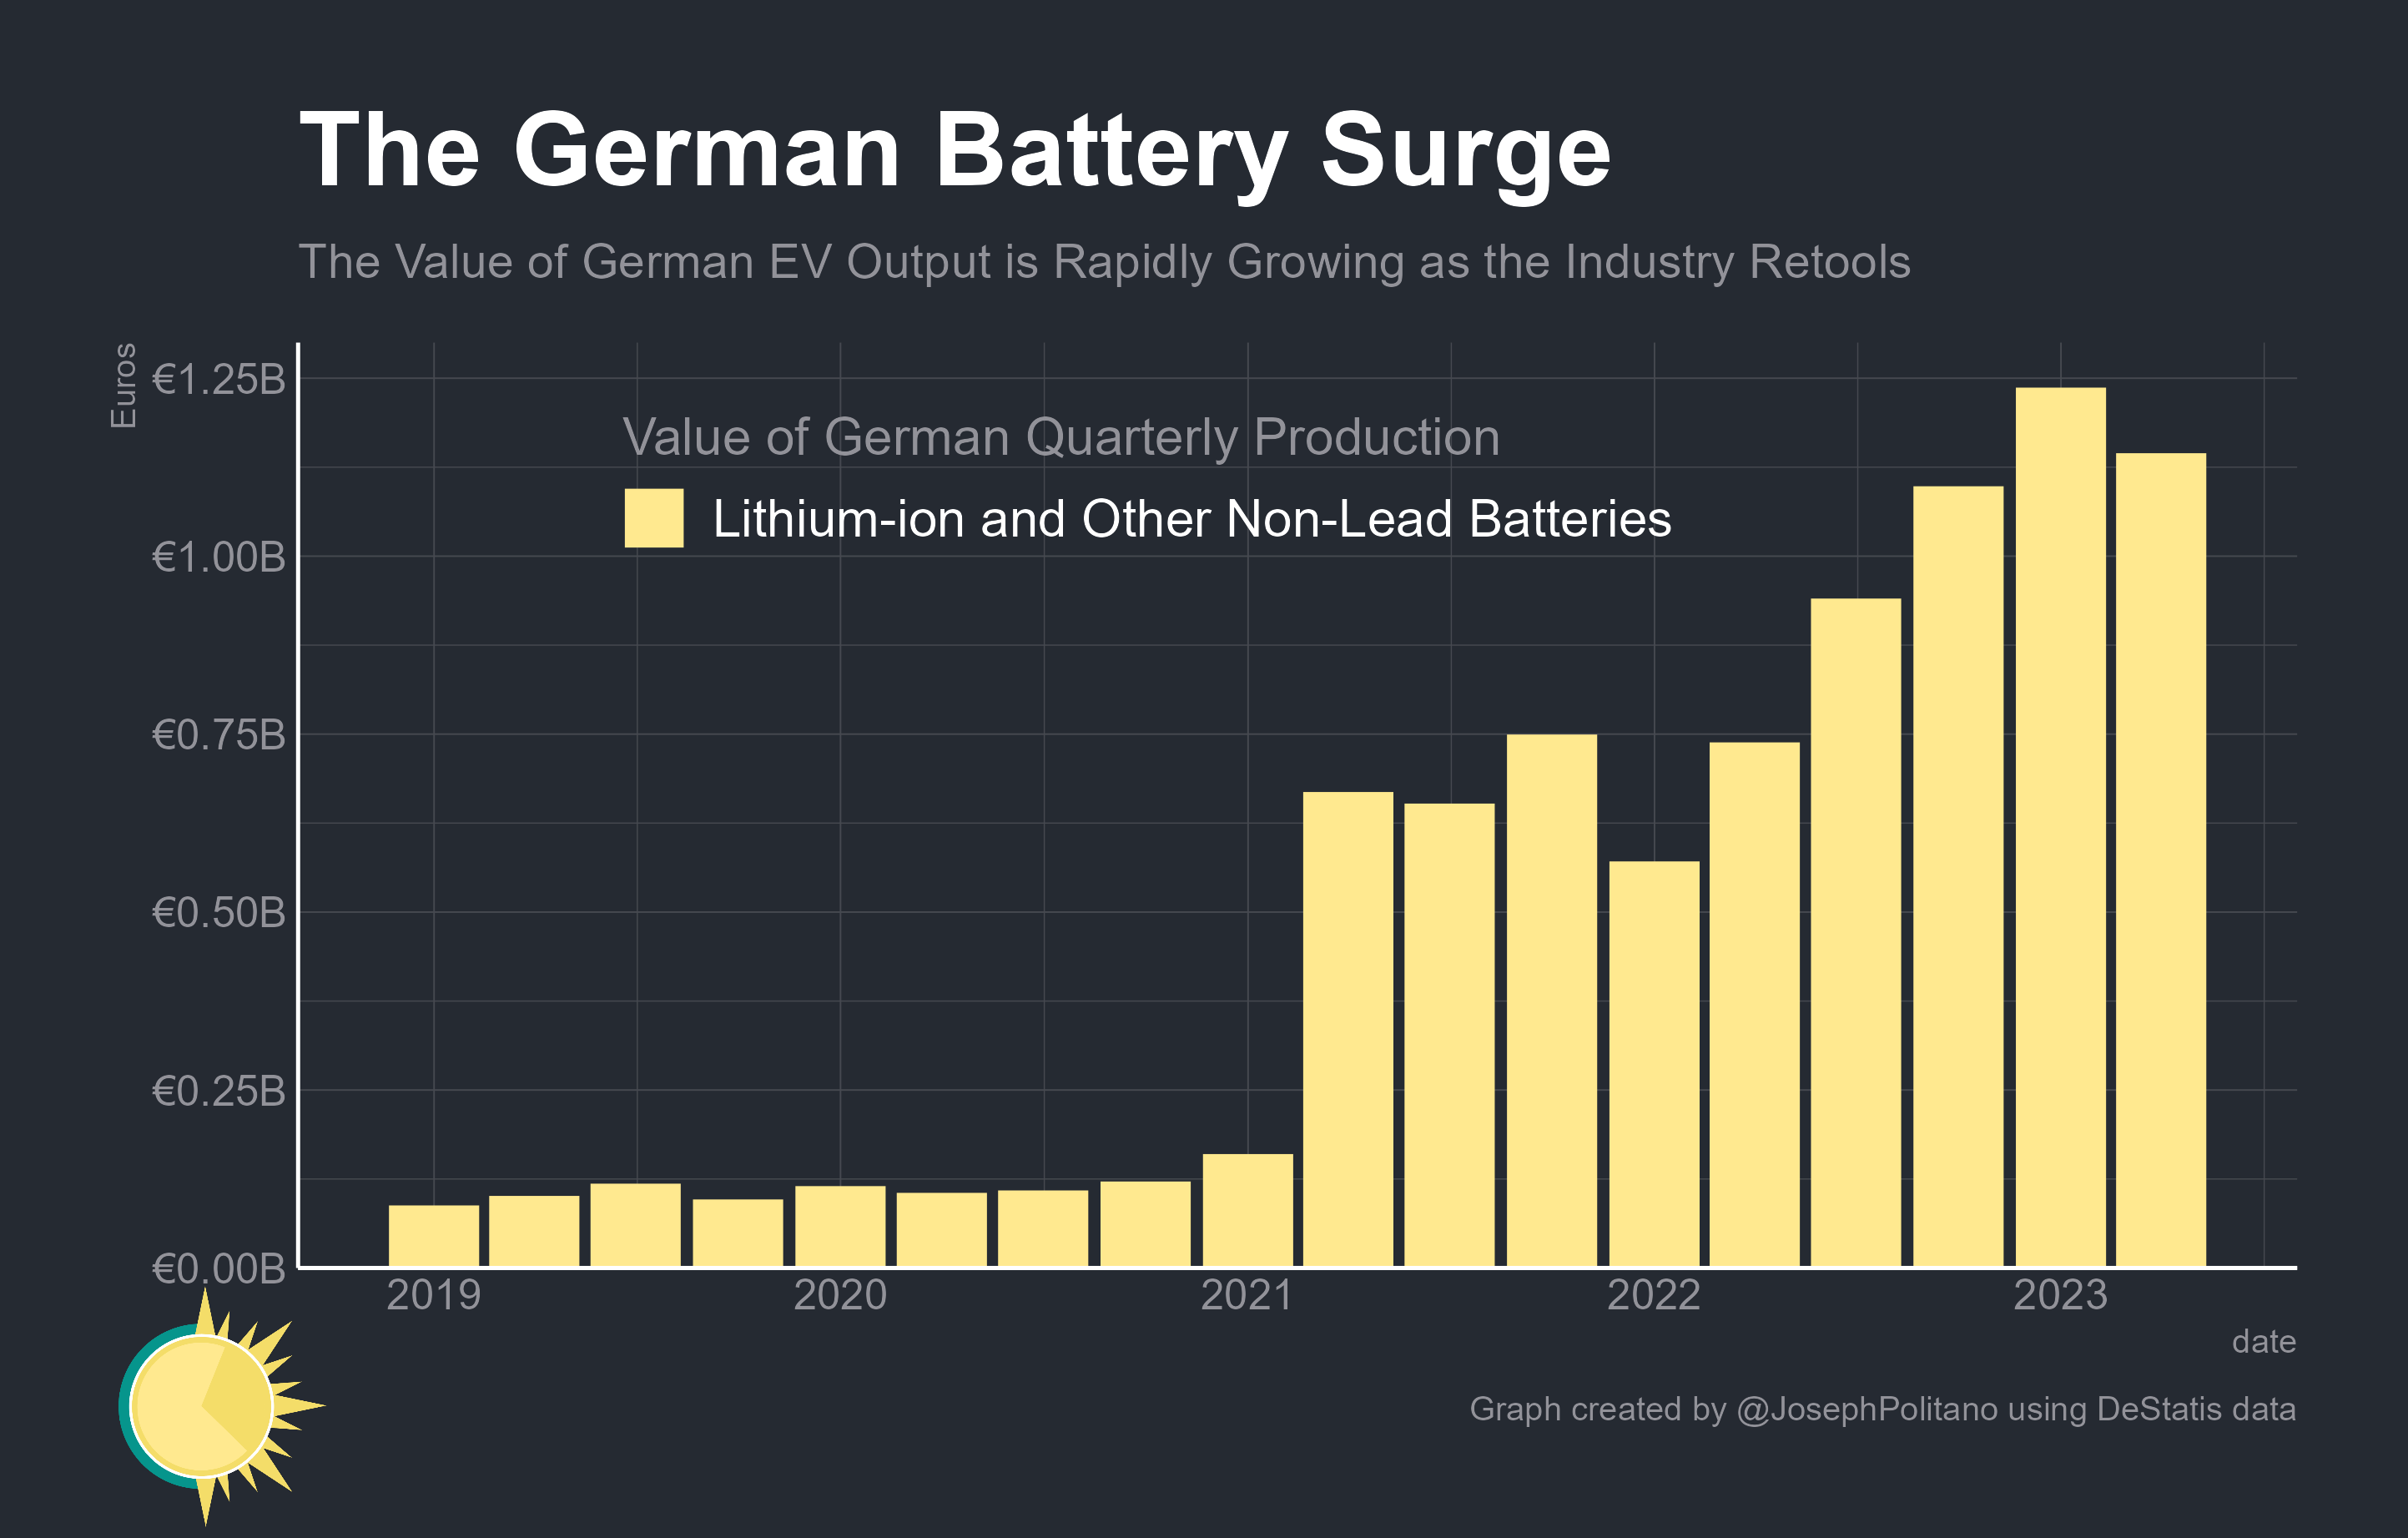 The German Battery Surge
The Value of German EV Output is Rapidly Growing as the Industry Retools
Euros
€1.25B
€1.00B
€0.75B
€0.50B
€0.25B
€0.00B
Value of German Quarterly Production
Lithium-ion and Other Non-Lead Batteries
2019 2020 2021 2022 2023
date
Graph created by @JosephPolitano using DeStatis data